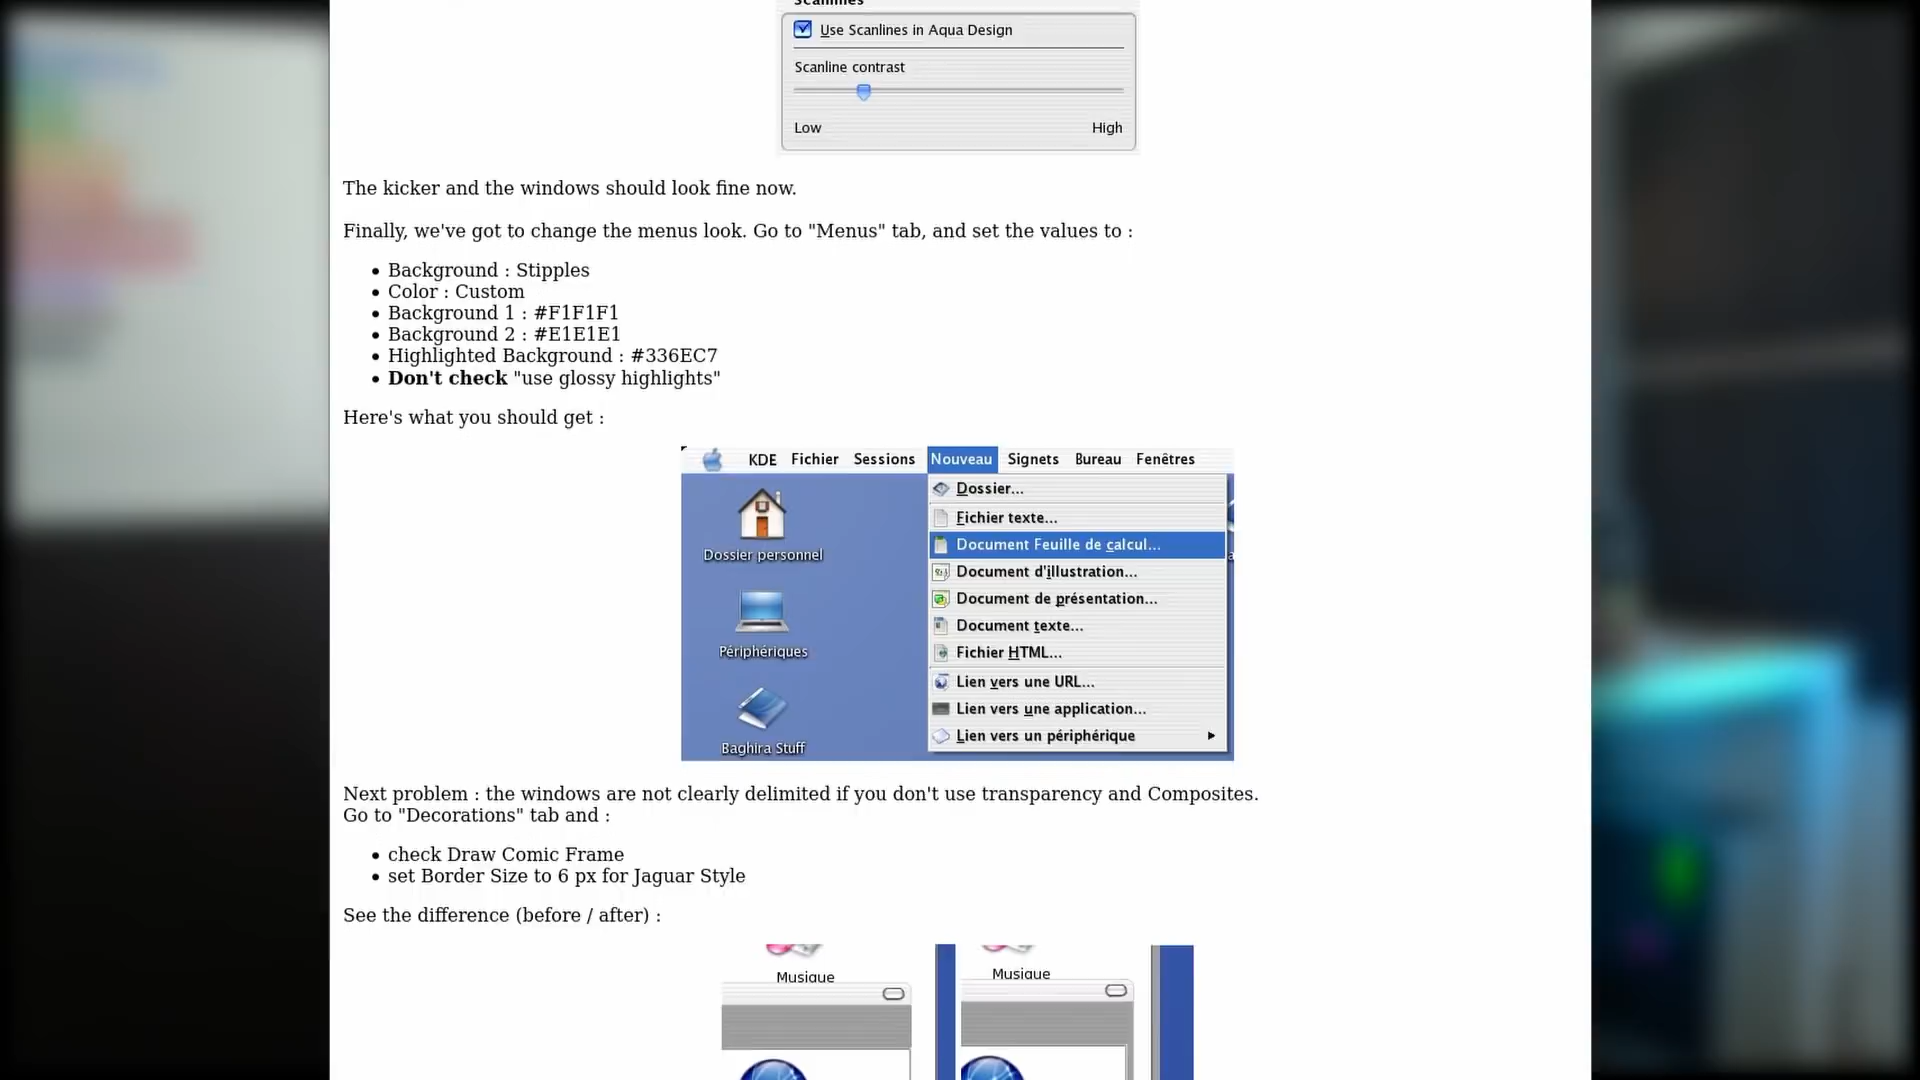 Use Scanlines in Aqua Design
Scanline contrast
Low High
The kicker and the windows should look fine now.
Finally, we've got to change the menus look. Go to "Menus" tab, and set the values to :
Background : Stipples
Color : Custom
Background 1 : #F1F1F1
Background 2 : #E1E1E1
Highlighted Background : #336EC7
Don't check "use glossy highlights"
Here's what you should get :
KDE Fichier Sessions Nouveau Signets Bureau Fenêtres
Dossier...
Fichier texte...
Document Feuille de calcul...
Document d'illustration...
Document de présentation...
Document texte...
Fichier HTML...
Lien vers une URL...
Lien vers une application...
Lien vers un périphérique
Dossier personnel
Périphériques
Baghira Stuff
Next problem : the windows are not clearly delimited if you don't use transparency and Composites.
Go to "Decorations" tab and :
check Draw Comic Frame
set Border Size to 6 px for Jaguar Style
See the difference (before / after) :
Musique Musique